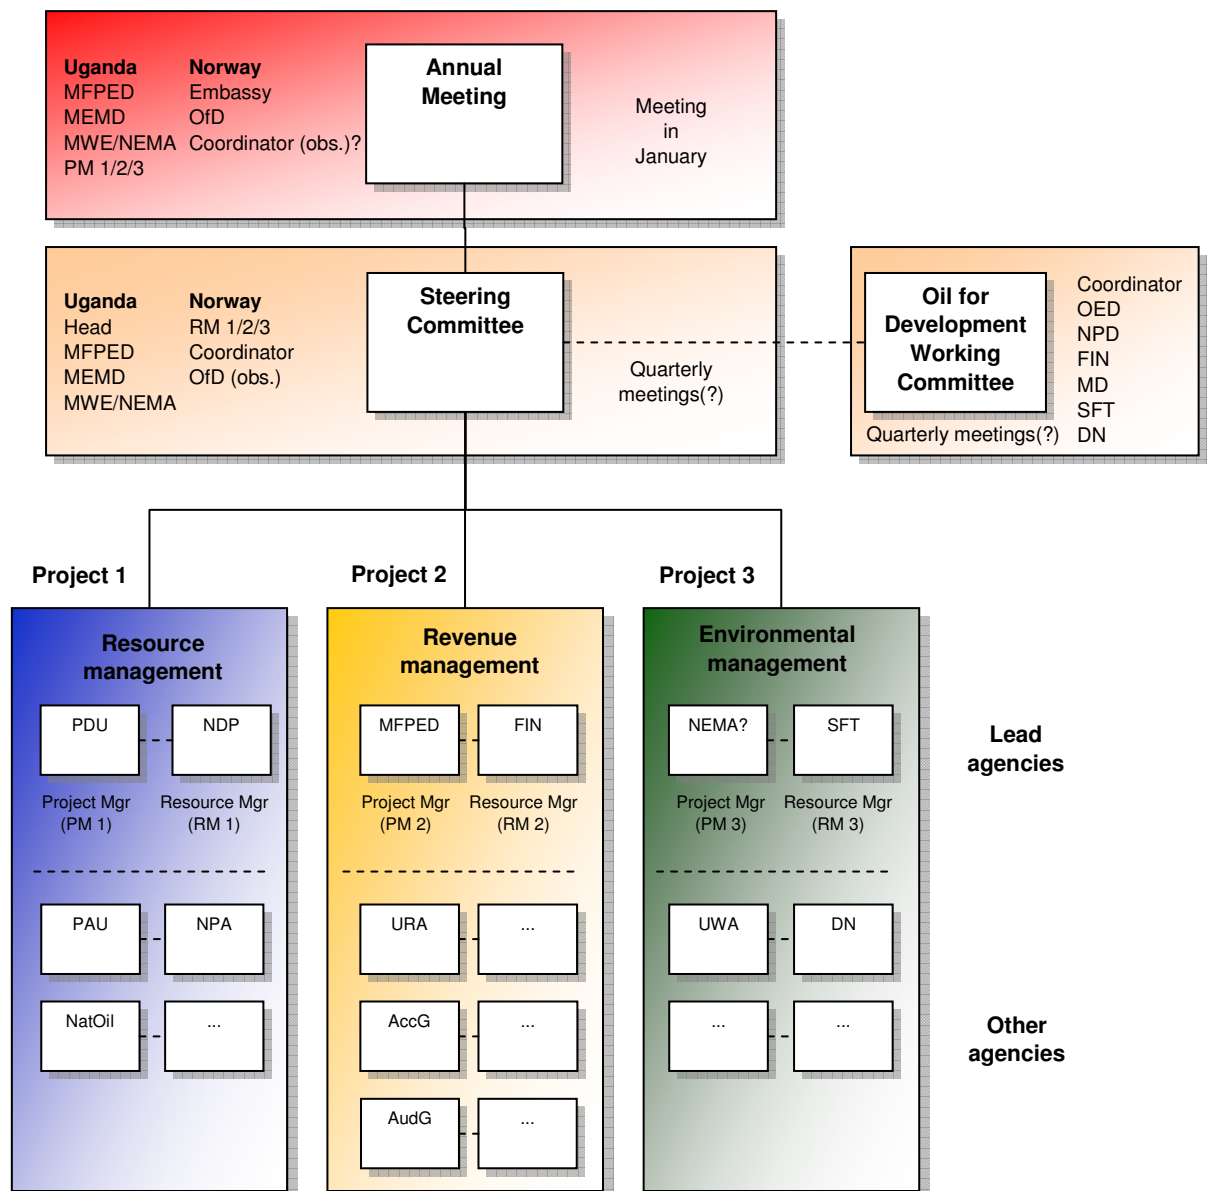 Uganda
MFPED
MEMD
MWE/NEMA
PM 1/2/3
Norway
Embassy
OfD
Coordinator (obs.)?
Annual
Meeting
Meeting
in
January
Uganda
Head
MFPED
MEMD
MWE/NEMA
Norway
RM 1/2/3
Coordinator
OfD (obs.)
Steering
Committee
Quarterly
meetings(?)
Oil for
Development
Working
Committee
Quarterly meetings(?)
Coordinator
OED
NPD
FIN
MD
SFT
DN
Project 1
Resource
management
PDU
NDP
Project Mgr
(PM 1)
Resource Mgr
(RM 1)
PAU
NPA
NatOil
...
Project 2
Revenue
management
MFPED
FIN
Project Mgr
(PM 2)
Resource Mgr
(RM 2)
URA
...
AccG
...
AudG
...
Project 3
Environmental
management
NEMA?
SFT
Project Mgr
(PM 3)
Resource Mgr
(RM 3)
UWA
DN
...
...
Lead
agencies
Other
agencies